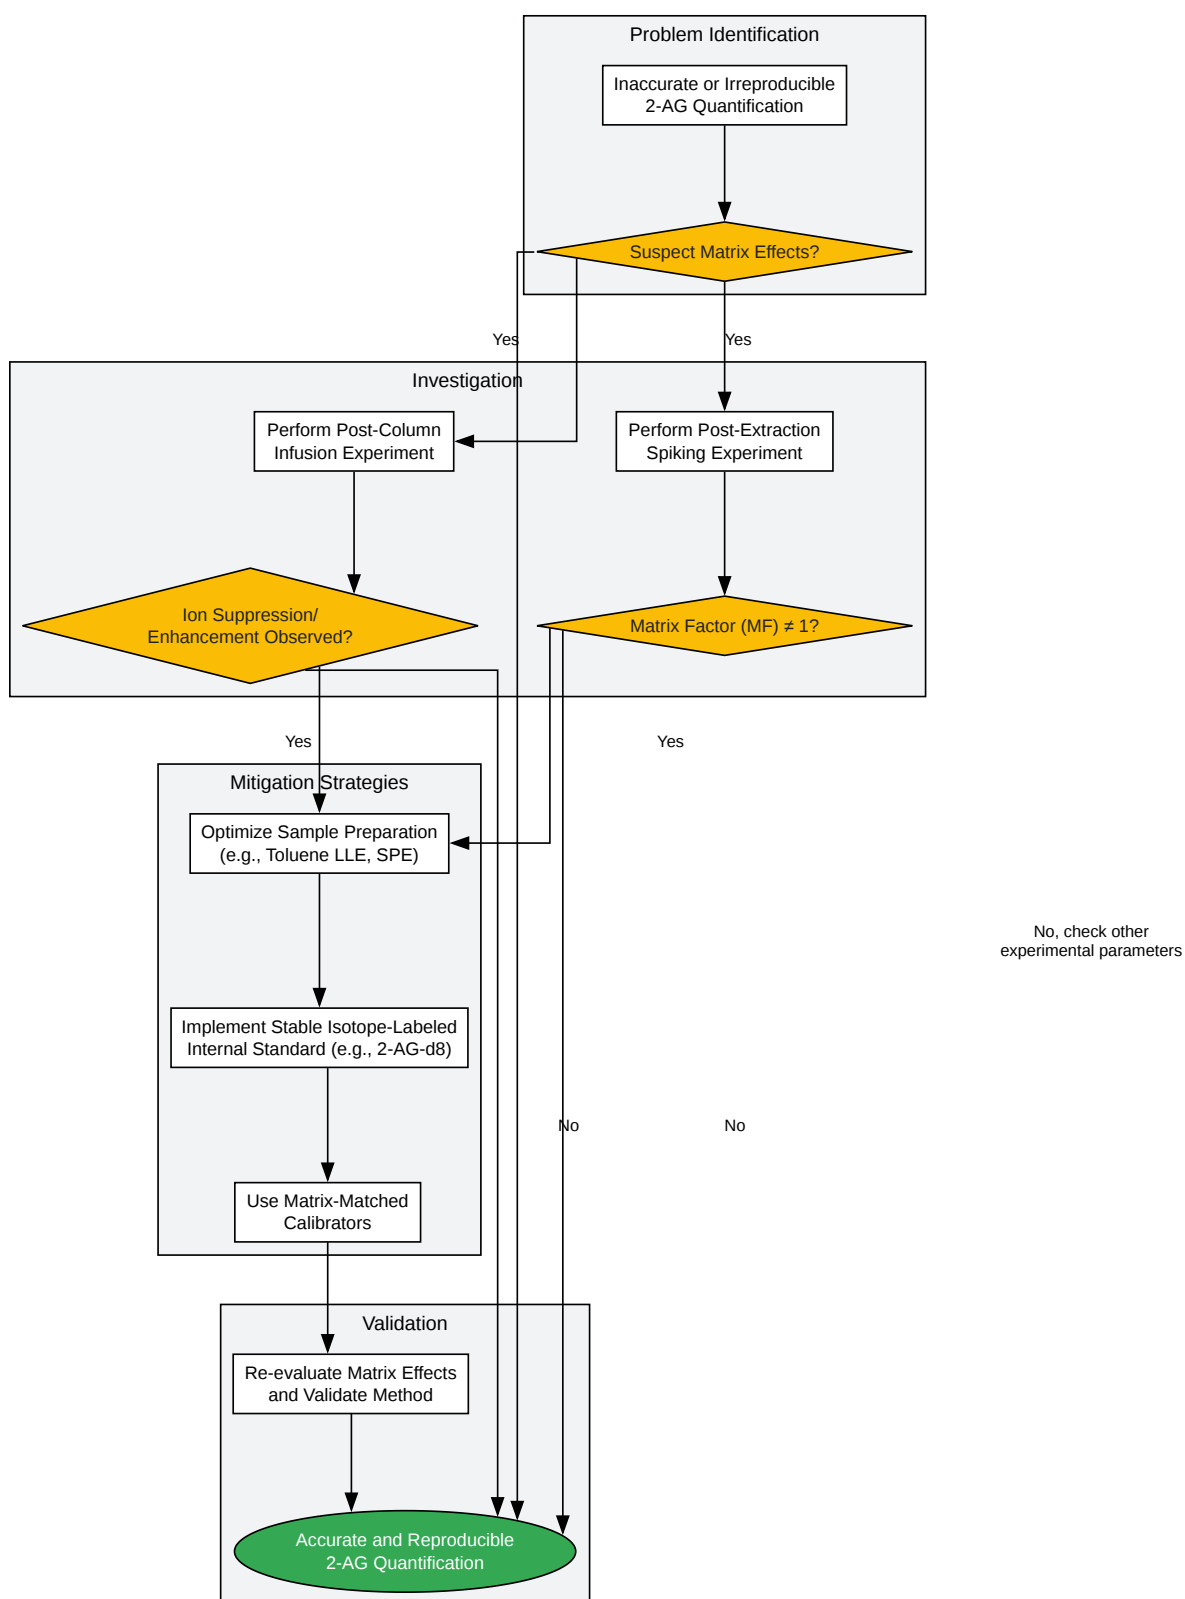 Problem Identification
Inaccurate or Irreproducible
2-AG Quantification
Suspect Matrix Effects?
Yes
Yes
Investigation
Perform Post-Column
Infusion Experiment
Perform Post-Extraction
Spiking Experiment
Ion Suppression/
Enhancement Observed?
Matrix Factor (MF) ≠ 1?
Yes
Yes
Mitigation Strategies
Optimize Sample Preparation
(e.g., Toluene LLE, SPE)
No, check other
experimental parameters
Implement Stable Isotope-Labeled
Internal Standard (e.g., 2-AG-d8)
No
No
Use Matrix-Matched
Calibrators
Validation
Re-evaluate Matrix Effects
and Validate Method
Accurate and Reproducible
2-AG Quantification